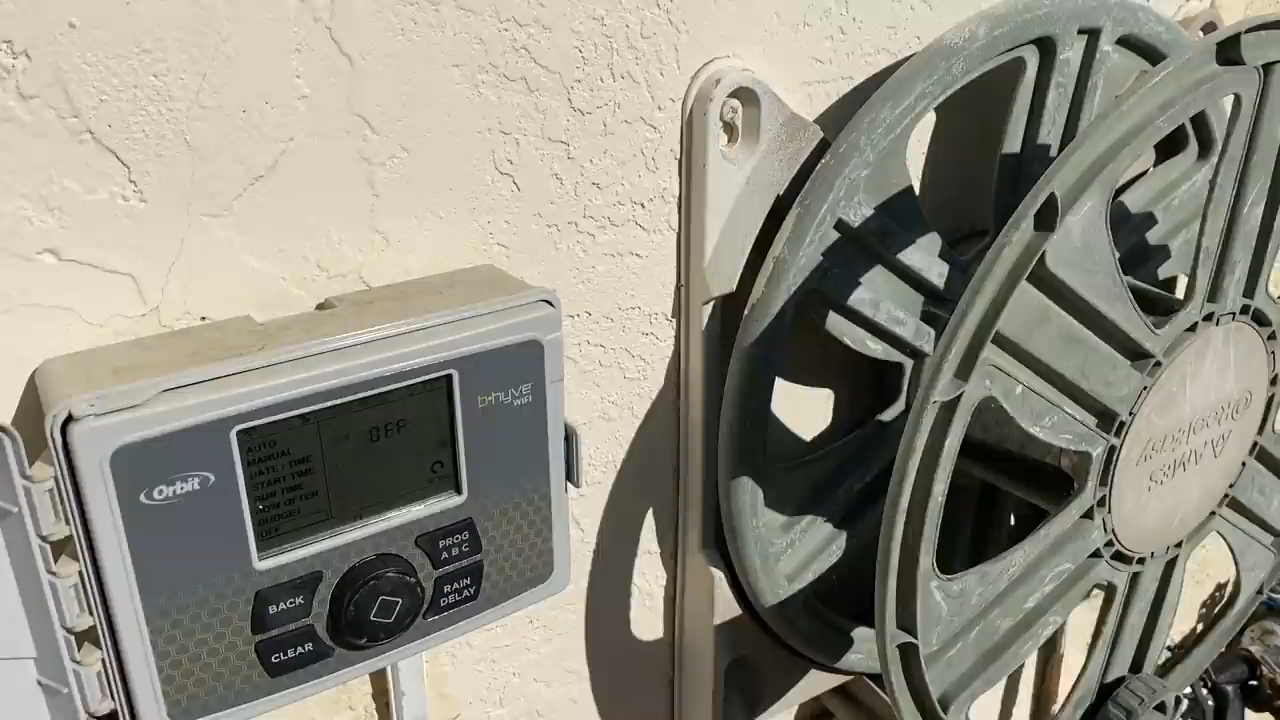 Orbit
b•hyve
WIFI
AUTO
MANUAL
DATE | TIME
START TIME
RUN TIME
HOW OFTEN
BUDGET
OFF
OFF
PROG
A B C
BACK
RAIN
DELAY
CLEAR
AMES
ReelEasy